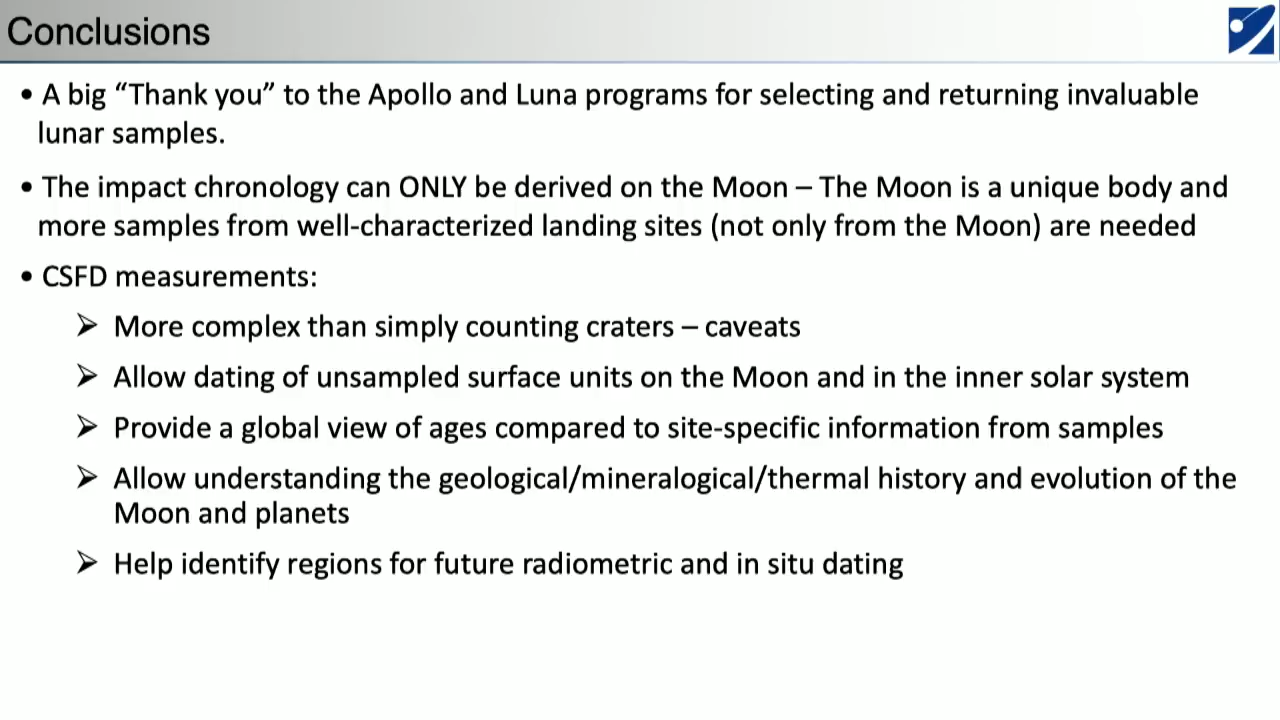 Conclusions
• A big “Thank you” to the Apollo and Luna programs for selecting and returning invaluable
lunar samples.
• The impact chronology can ONLY be derived on the Moon – The Moon is a unique body and
more samples from well-characterized landing sites (not only from the Moon) are needed
• CSFD measurements:
➢ More complex than simply counting craters – caveats
➢ Allow dating of unsampled surface units on the Moon and in the inner solar system
➢ Provide a global view of ages compared to site-specific information from samples
➢ Allow understanding the geological/mineralogical/thermal history and evolution of the
Moon and planets
➢ Help identify regions for future radiometric and in situ dating